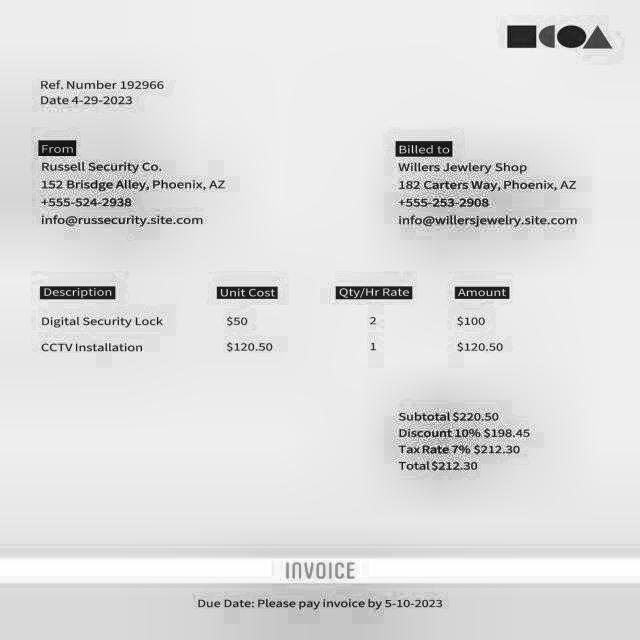 Ref. Number 192966
Date 4-29-2023
From
Russell Security Co.
152 Brisdge Alley, Phoenix, AZ
+555-524-2938
info@russecurity.site.com
Billed to
Willers Jewlery Shop
182 Carters Way, Phoenix, AZ
+555-253-2908
info@willersjewelry.site.com
Description Unit Cost Qty/Hr Rate Amount
Digital Security Lock $50 2 $100
CCTV Installation $120.50 1 $120.50
Subtotal $220.50
Discount 10% $198.45
Tax Rate 7% $212.30
Total $212.30
INVOICE
Due Date: Please pay invoice by 5-10-2023